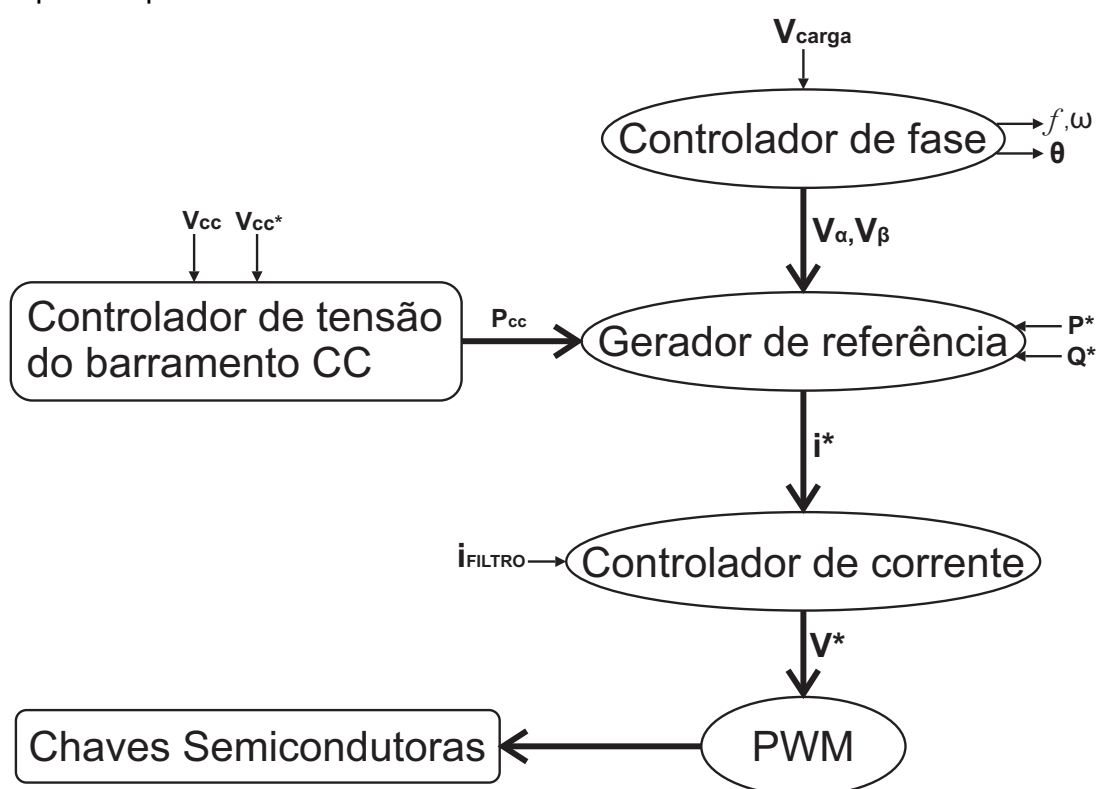 Vcarga
Controlador de fase
f,ω
θ
Vα,Vβ
Vcc Vcc*
Controlador de tensão
do barramento CC
Pcc
Gerador de referência
P*
Q*
i*
iFILTRO
Controlador de corrente
V*
Chaves Semicondutoras
PWM